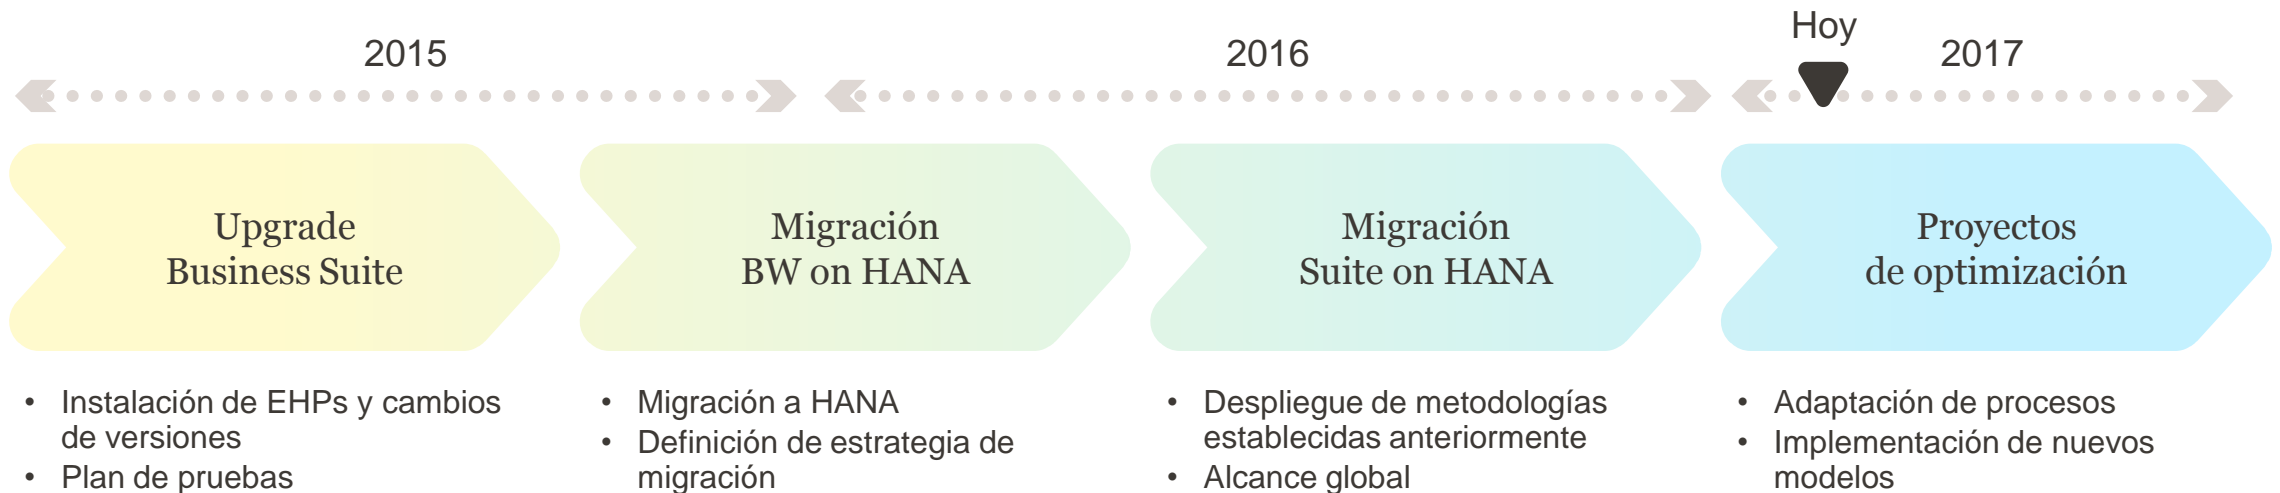 2015
2016
Hoy
2017
Upgrade
Business Suite
Migración
BW on HANA
Migración
Suite on HANA
Proyectos
de optimización
• Instalación de EHPs y cambios
de versiones
• Plan de pruebas
• Migración a HANA
• Definición de estrategia de
migración
• Despliegue de metodologías
establecidas anteriormente
• Alcance global
• Adaptación de procesos
• Implementación de nuevos
modelos